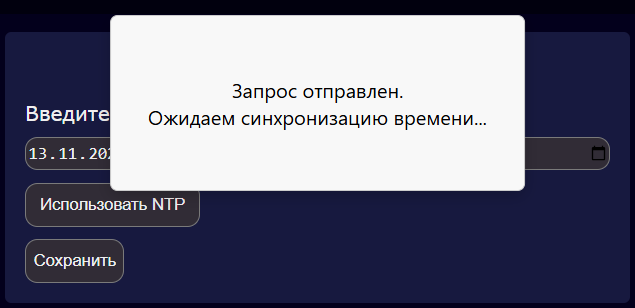 Запрос отправлен.
Ожидаем синхронизацию времени...
Введите
13.11.202
Использовать NTP
Сохранить